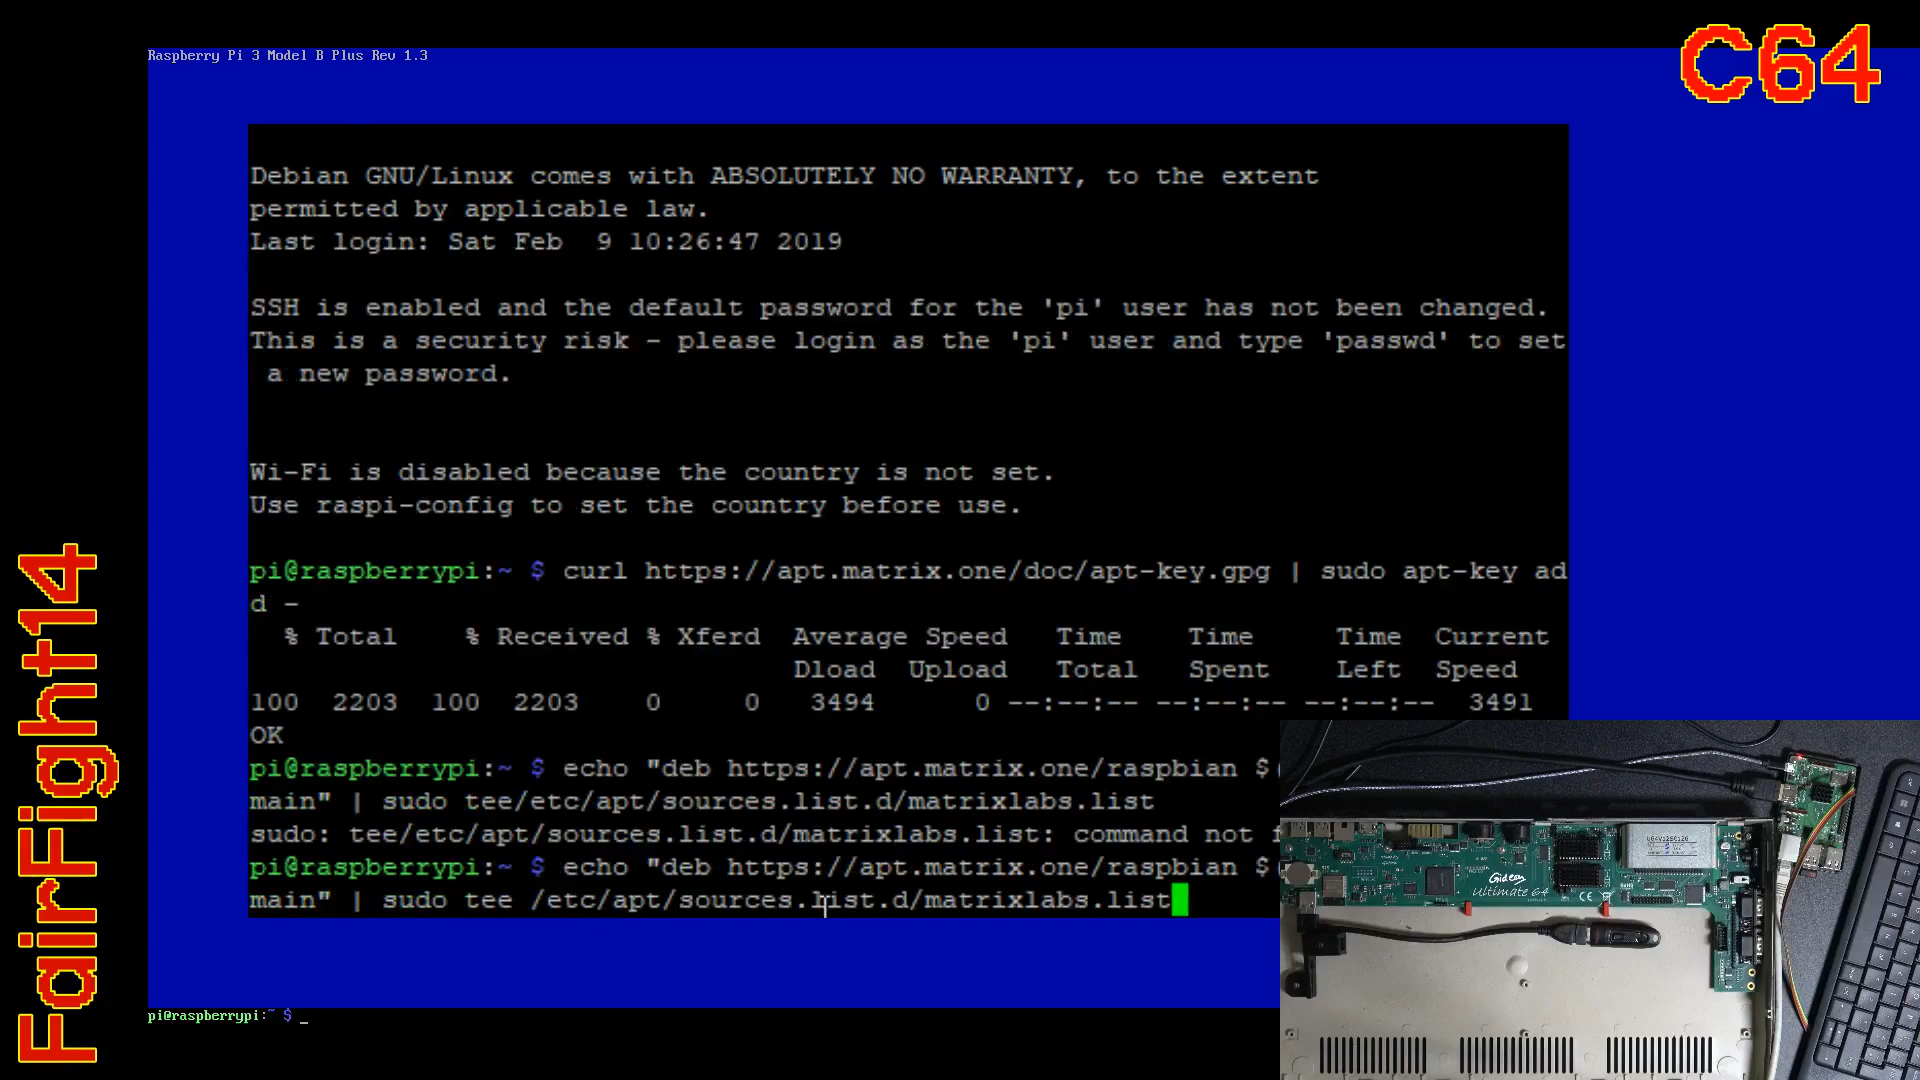 Raspberry Pi 3 Model B Plus Rev 1.3
C64
FairFight14
Debian GNU/Linux comes with ABSOLUTELY NO WARRANTY, to the extent
permitted by applicable law.
Last login: Sat Feb  9 10:26:47 2019
SSH is enabled and the default password for the 'pi' user has not been changed.
This is a security risk - please login as the 'pi' user and type 'passwd' to set
a new password.
Wi-Fi is disabled because the country is not set.
Use raspi-config to set the country before use.
pi@raspberrypi:~ $ curl https://apt.matrix.one/doc/apt-key.gpg | sudo apt-key ad
d -
% Total % Received % Xferd Average Speed Time Time Time Current
Dload Upload Total Spent Left Speed
100 2203 100 2203 0 0 3494 0 --:--:-- --:--:-- --:--:-- 3491
OK
pi@raspberrypi:~ $ echo "deb https://apt.matrix.one/raspbian $(
main" | sudo tee/etc/apt/sources.list.d/matrixlabs.list
sudo: tee/etc/apt/sources.list.d/matrixlabs.list: command not
pi@raspberrypi:~ $ echo "deb https://apt.matrix.one/raspbian $(
main" | sudo tee /etc/apt/sources.list.d/matrixlabs.list
Gideon
Ultimate 64
CE
pi@raspberrypi:~ $ _